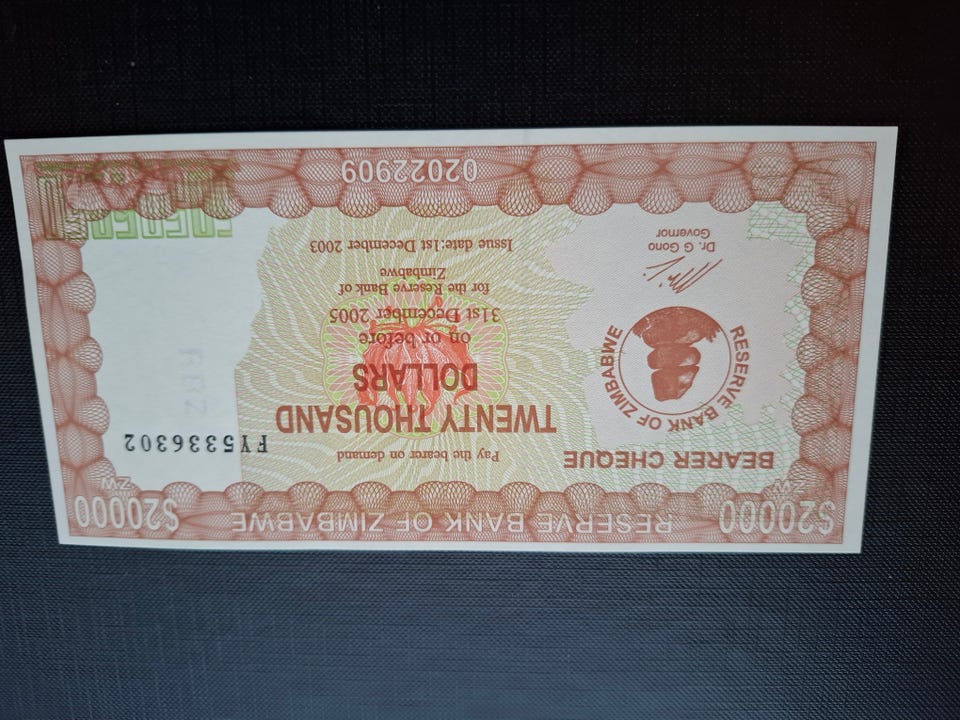 $20000
ZW
RESERVE BANK OF ZIMBABWE
$20000
ZW
BEARER CHEQUE
RESERVE BANK OF ZIMBABWE
Dr. G Gono
Governor
Pay the bearer on demand
TWENTY THOUSAND
DOLLARS
on or before
31st December 2005
for the Reserve Bank of
Zimbabwe
Issue date:1st December 2003
FY5336302
RBZ
02022909